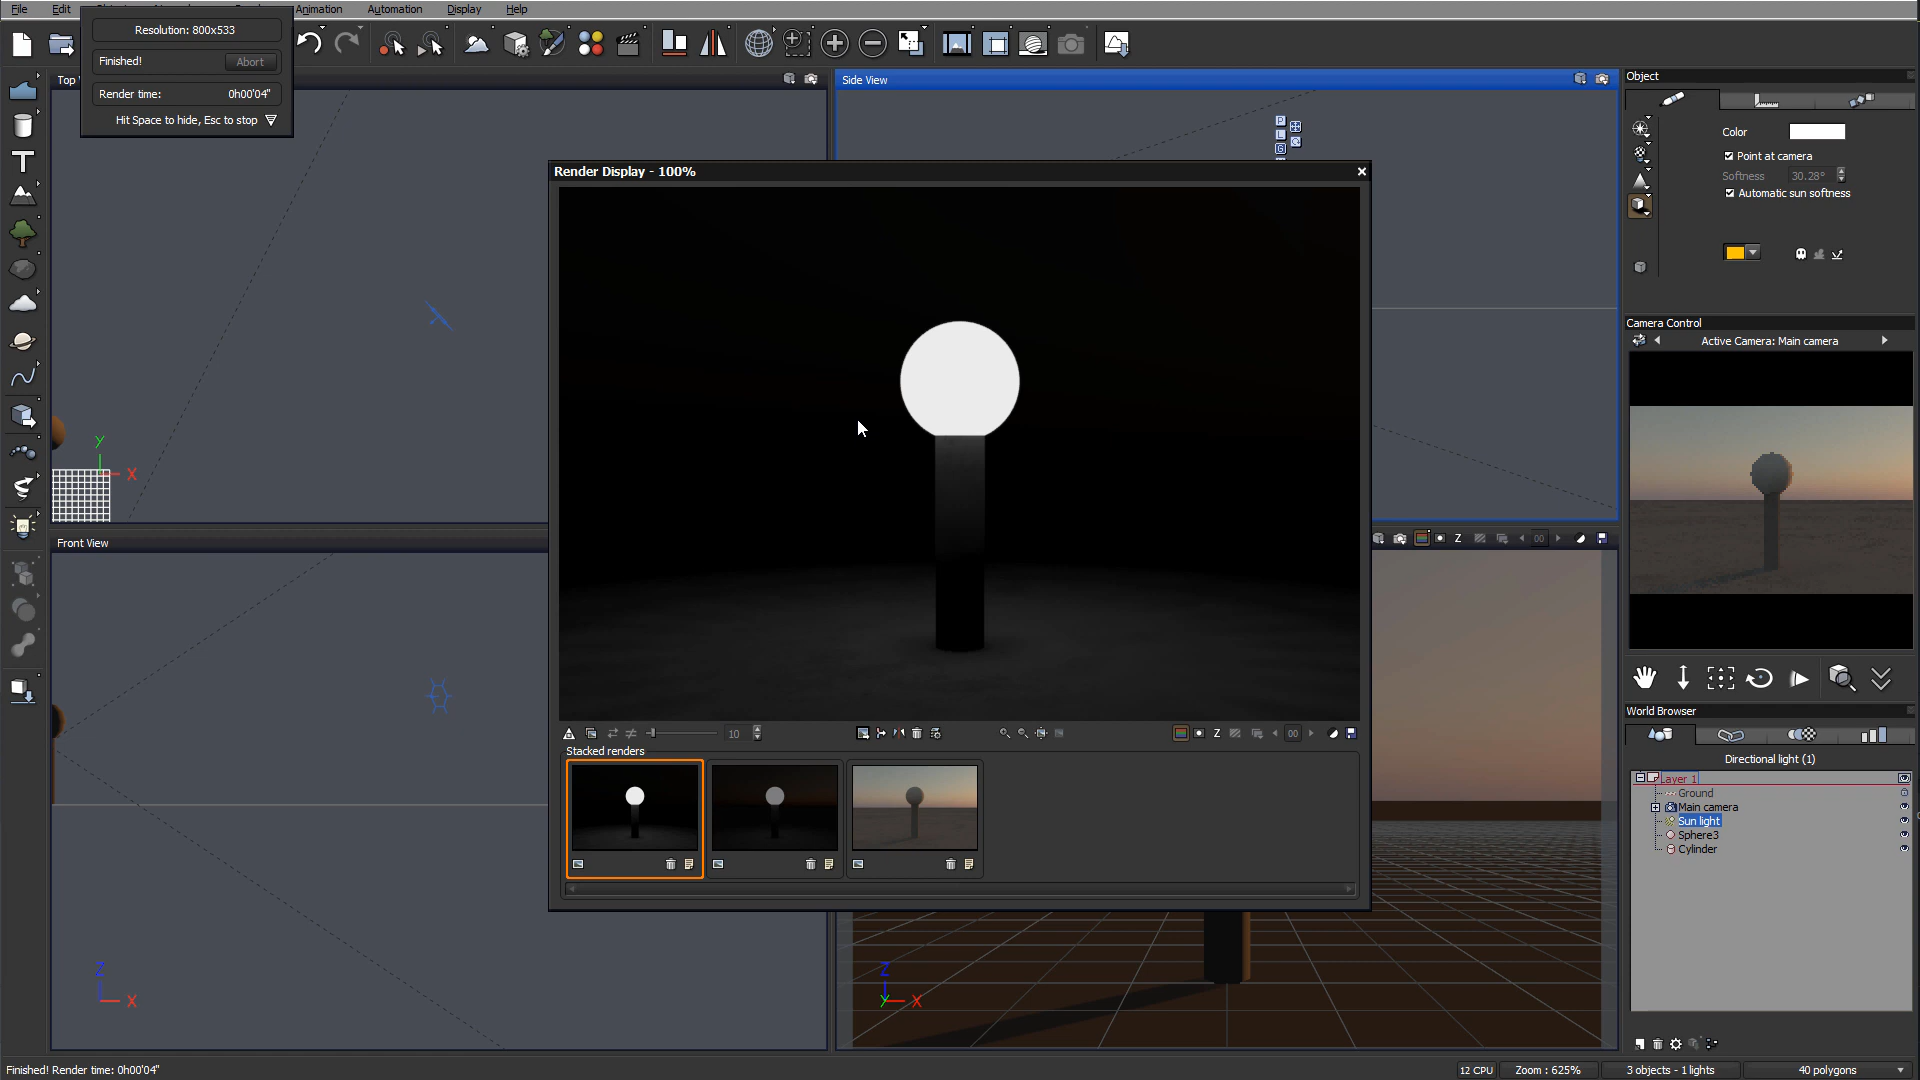 File Edit Animation Automation Display Help
Resolution: 800x533
Finished! Abort
Render time: 0h00'04"
Hit Space to hide, Esc to stop
Top
Side View
Object
Color
Point at camera
Softness 30.28°
Automatic sun softness
P
L
G
Render Display - 100%
Y
X
Front View
Camera Control
Active Camera: Main camera
Z 00
10 Z 00
Stacked renders
World Browser
Directional light (1)
Layer 1
Ground
Main camera
Sun light
Sphere3
Cylinder
Z
X
Z
Y X
Finished! Render time: 0h00'04" 12 CPU Zoom : 625% 3 objects - 1 lights 40 polygons